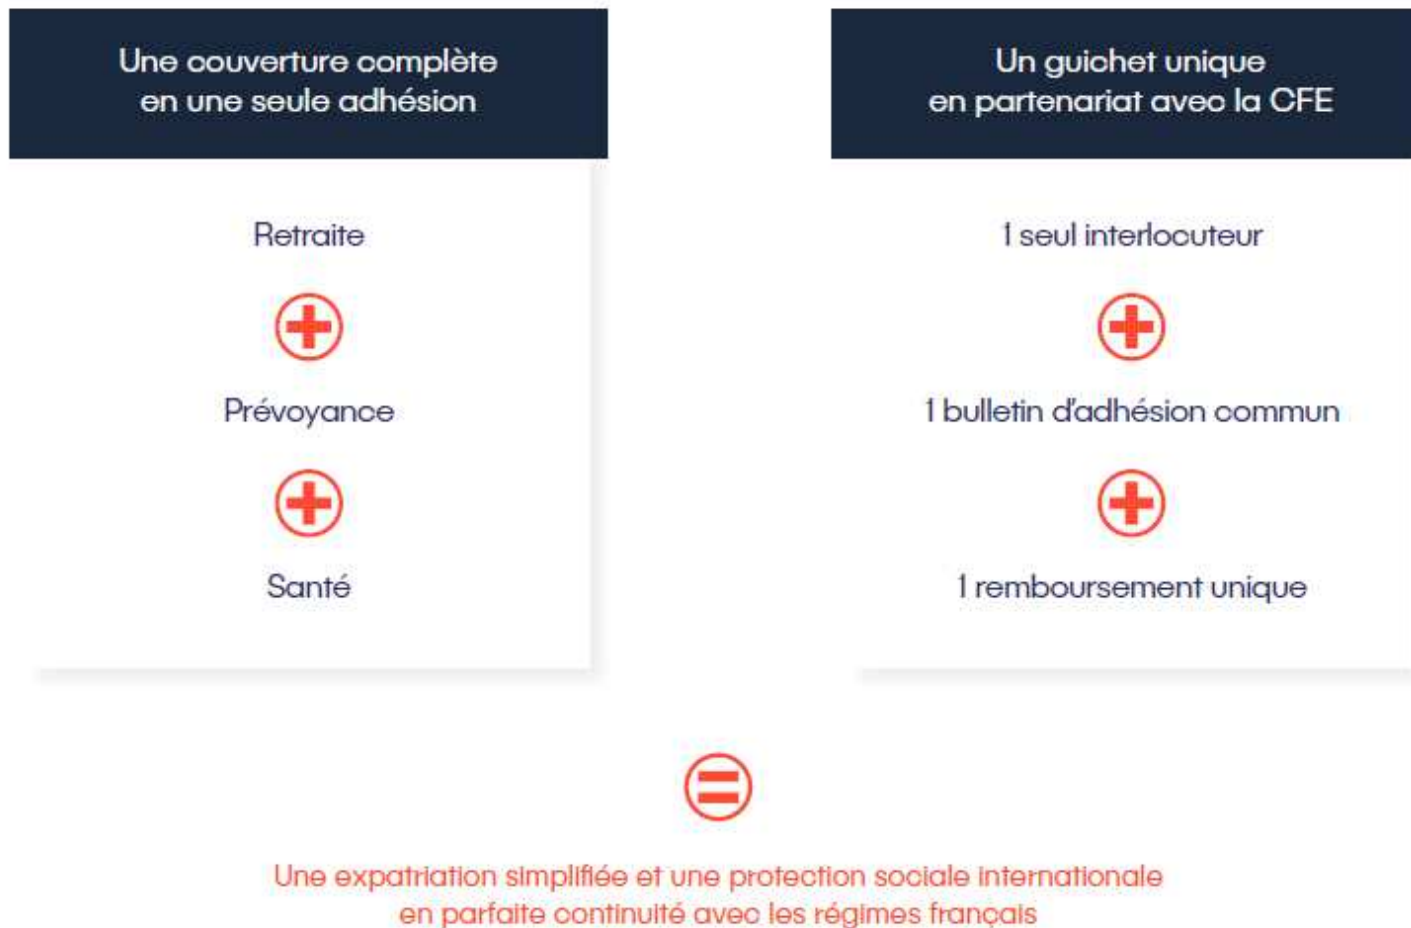 Une couverture complète
en une seule adhésion
Retraite
Prévoyance
Santé
Un guichet unique
en partenariat avec la CFE
1 seul interlocuteur
1 bulletin d'adhésion commun
1 remboursement unique
Une expatriation simplifiée et une protection sociale internationale
en parfaite continuité avec les régimes français